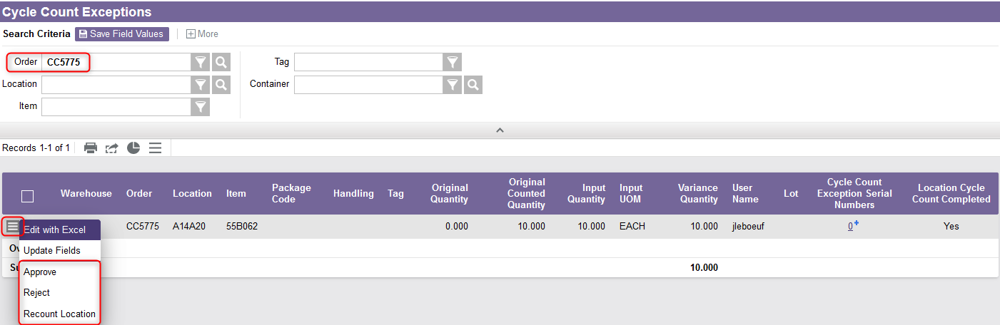 Cycle Count Exceptions
Search Criteria Save Field Values More
Order CC5775 Tag
Location Container
Item
Records 1-1 of 1
Warehouse Order Location Item Package Code Handling Tag Original Quantity Original Counted Quantity Input Quantity Input UOM Variance Quantity User Name Lot Cycle Count Exception Serial Numbers Location Cycle Count Completed
CC5775 A14A20 55B062 0.000 10.000 10.000 EACH 10.000 jleboeuf 0+ Yes
Edit with Excel
Update Fields
10.000
Approve
Reject
Recount Location